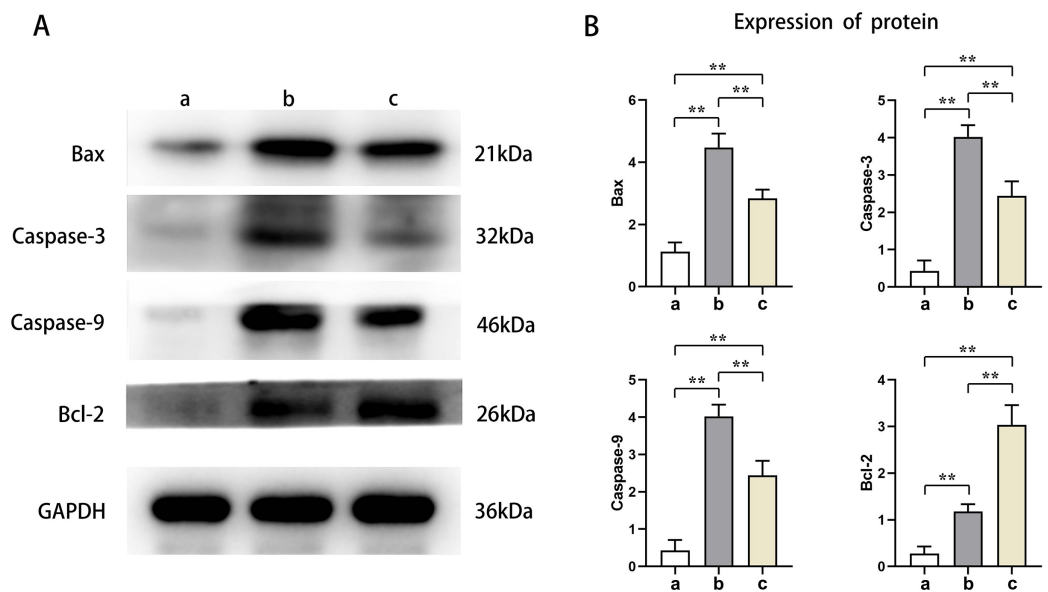 A
a b c
Bax 21kDa
Caspase-3 32kDa
Caspase-9 46kDa
Bcl-2 26kDa
GAPDH 36kDa
B
Expression of protein
**
** **
6
4
2
0
Bax
a b c
**
** **
5
4
3
2
1
0
Caspase-3
a b c
**
** **
5
4
3
2
1
0
Caspase-9
a b c
**
**
**
4
3
2
1
0
Bcl-2
a b c